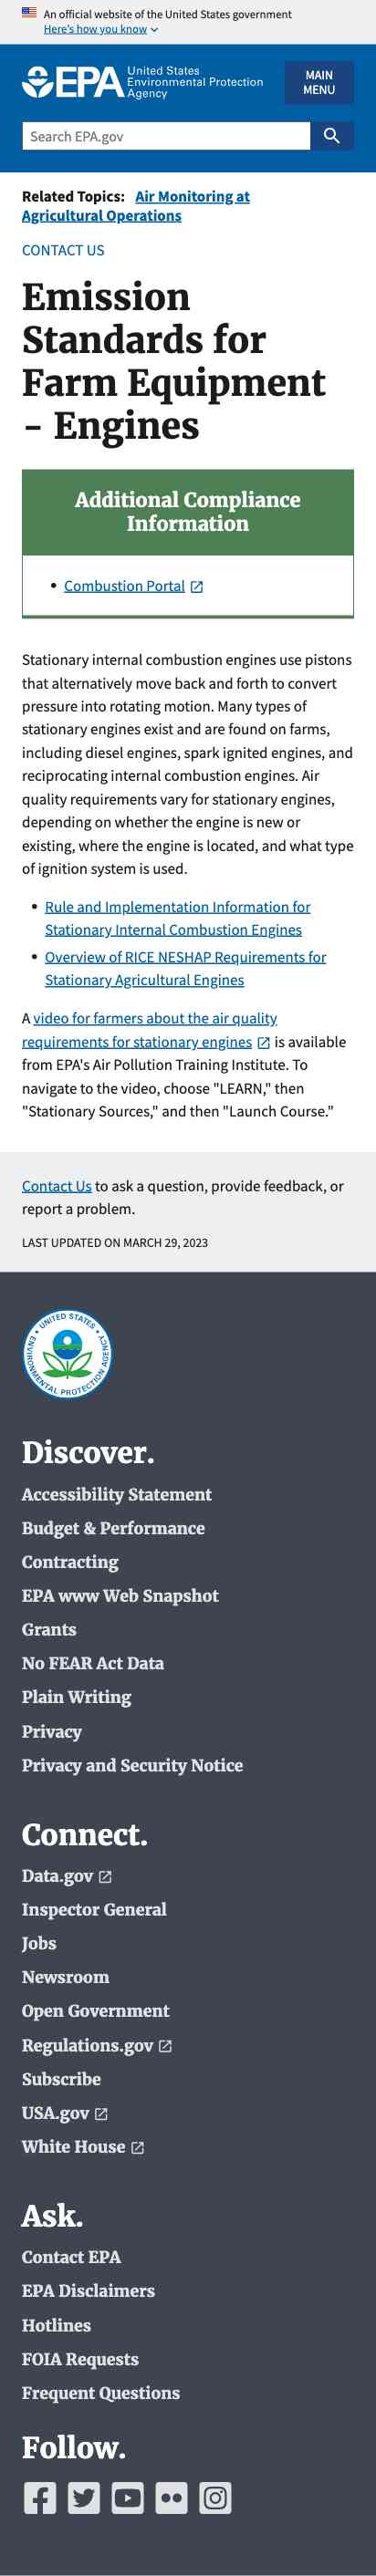 An official website of the United States government
Here's how you know
EPA
United States
Environmental Protection
Agency
MAIN
MENU
Search EPA.gov
Related Topics: Air Monitoring at
Agricultural Operations
CONTACT US
Emission
Standards for
Farm Equipment
- Engines
Additional Compliance
Information
• Combustion Portal
Stationary internal combustion engines use pistons
that alternatively move back and forth to convert
pressure into rotating motion. Many types of
stationary engines exist and are found on farms,
including diesel engines, spark ignited engines, and
reciprocating internal combustion engines. Air
quality requirements vary for stationary engines,
depending on whether the engine is new or
existing, where the engine is located, and what type
of ignition system is used.
• Rule and Implementation Information for
Stationary Internal Combustion Engines
• Overview of RICE NESHAP Requirements for
Stationary Agricultural Engines
A video for farmers about the air quality
requirements for stationary engines is available
from EPA's Air Pollution Training Institute. To
navigate to the video, choose "LEARN," then
"Stationary Sources," and then "Launch Course."
Contact Us to ask a question, provide feedback, or
report a problem.
LAST UPDATED ON MARCH 29, 2023
UNITED STATES
ENVIRONMENTAL PROTECTION AGENCY
Discover.
Accessibility Statement
Budget & Performance
Contracting
EPA www Web Snapshot
Grants
No FEAR Act Data
Plain Writing
Privacy
Privacy and Security Notice
Connect.
Data.gov
Inspector General
Jobs
Newsroom
Open Government
Regulations.gov
Subscribe
USA.gov
White House
Ask.
Contact EPA
EPA Disclaimers
Hotlines
FOIA Requests
Frequent Questions
Follow.